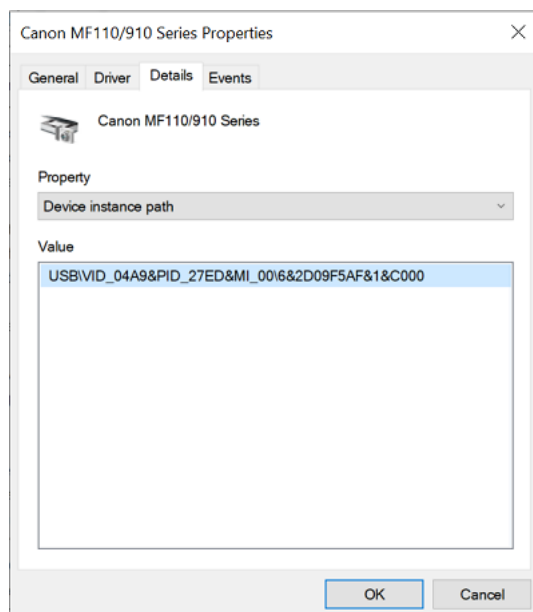 Canon MF110/910 Series Properties
General Driver Details Events
Canon MF110/910 Series
Property
Device instance path
Value
USB\VID_04A9&PID_27ED&MI_00\6&2D09F5AF&1&C000
OK Cancel